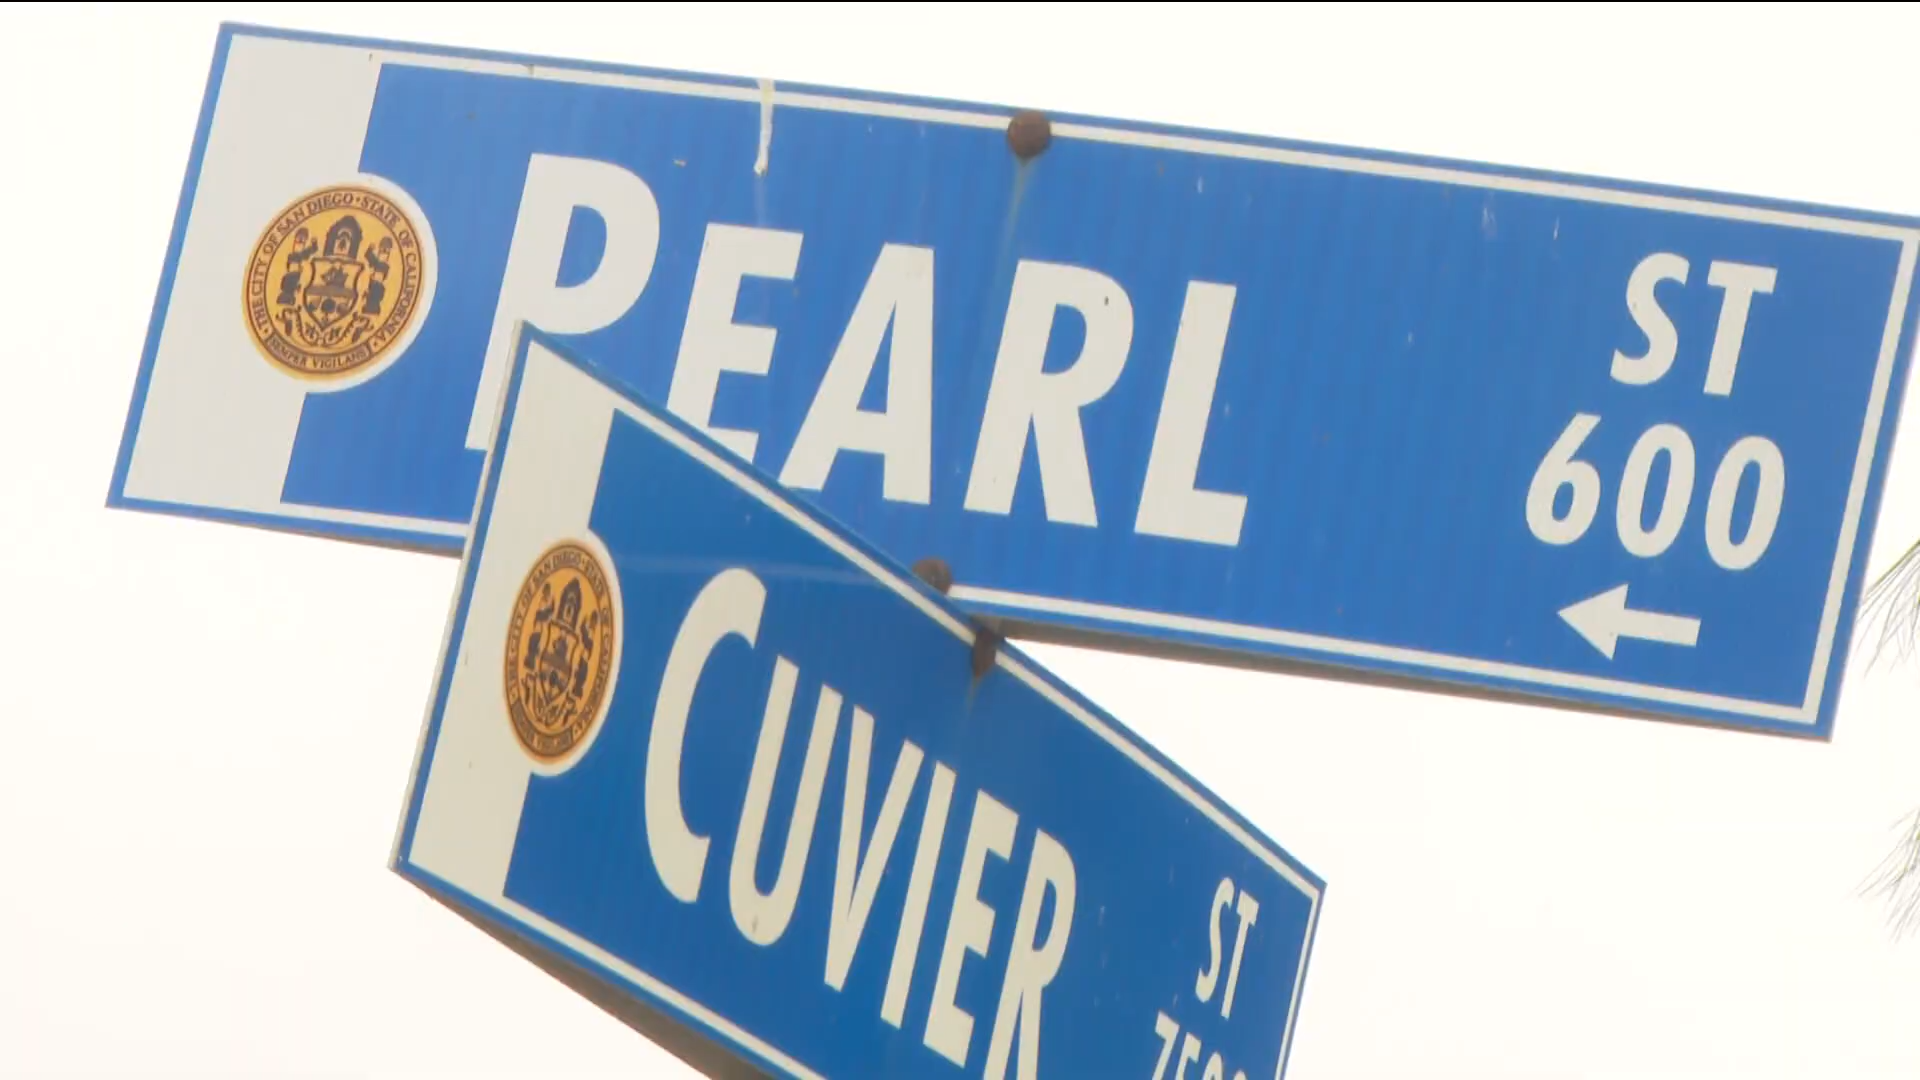 PEARL ST
600
THE CITY OF SAN DIEGO · STATE OF CALIFORNIA
SEMPER VIGILANS
CUVIER ST